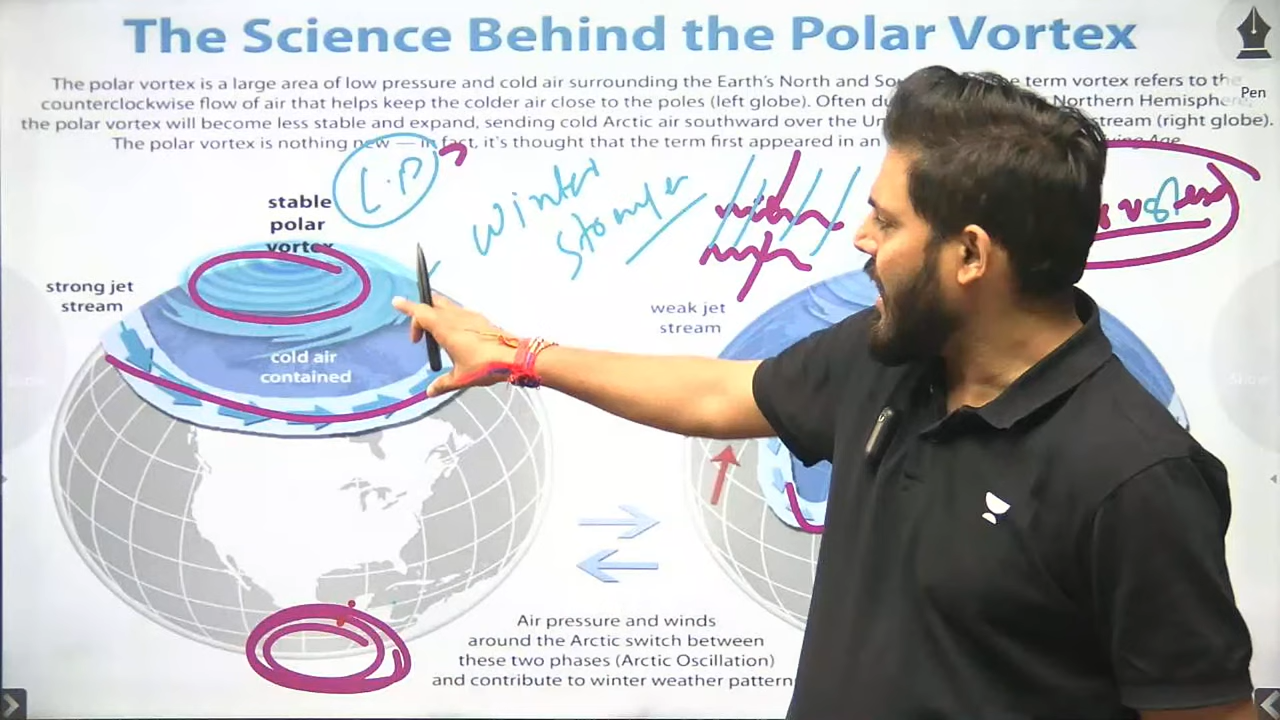 The Science Behind the Polar Vortex
Pen
The polar vortex is a large area of low pressure and cold air surrounding the Earth's North and Sou e term vortex refers to the
counterclockwise flow of air that helps keep the colder air close to the poles (left globe). Often du Northern Hemisphere,
the polar vortex will become less stable and expand, sending cold Arctic air southward over the Un stream (right globe).
The polar vortex is nothing new — in fact, it's thought that the term first appeared in an Living Age
L.P
winter
stable
polar
vortex
strong jet
stream
weak jet
stream
cold air
contained
Air pressure and winds
around the Arctic switch between
these two phases (Arctic Oscillation)
and contribute to winter weather pattern